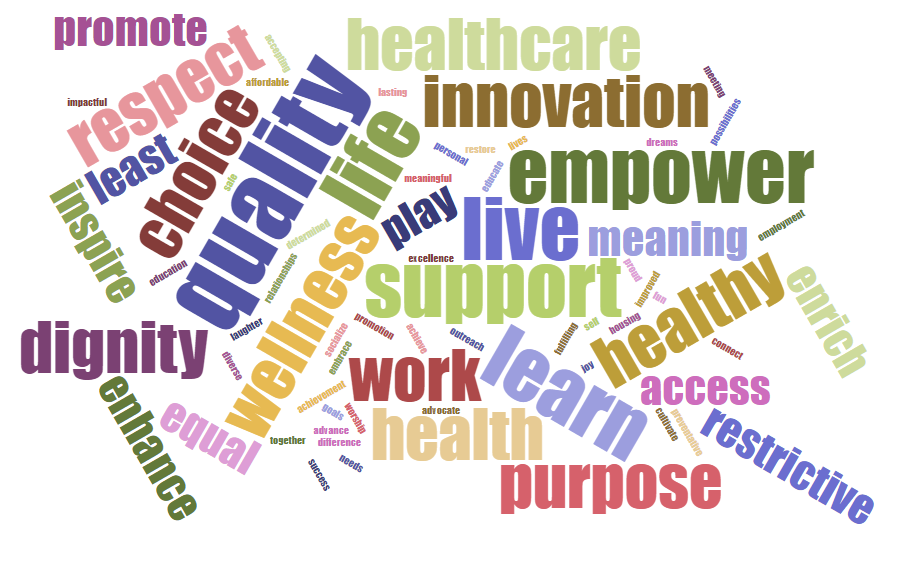 promote
healthcare
respect
accepting
affordable
impactful
lasting
innovation
meeting
possibilities
choice
quality
life
least
safe
personal
restore
lives
educate
dreams
empower
meaningful
inspire
play
live
meaning
employment
determined
education
relationships
excellence
wellness
support
proud
improved
fun
healthy
enrich
dignity
laughter
socialize
promotion
achieve
outreach
fulfilling
self
housing
connect
diverse
embrace
work
learn
joy
access
enhance
equal
achievement
goals
worship
advocate
health
cultivate
preventative
restrictive
together
advance
difference
success
needs
purpose